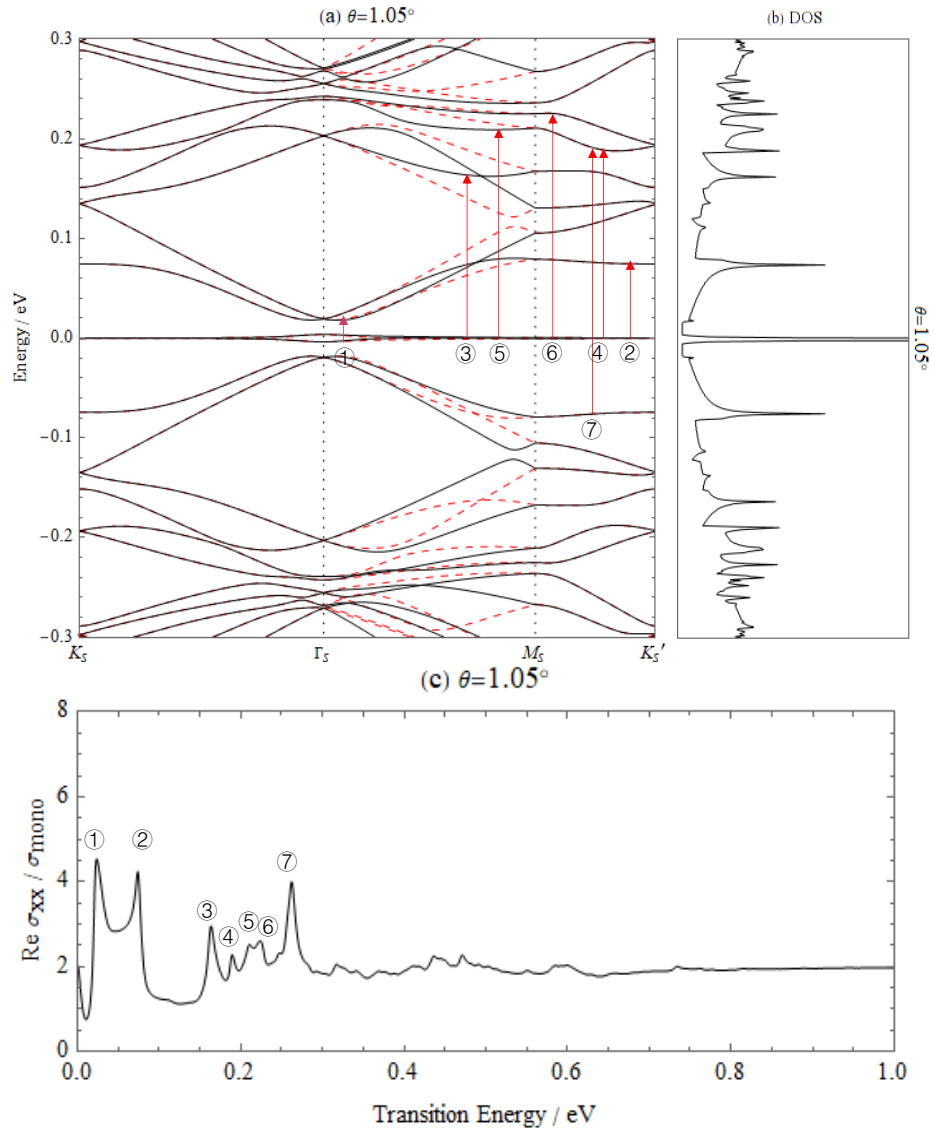 (a) θ=1.05°
(b) DOS
0.3
0.2
0.1
0.0
−0.1
−0.2
−0.3
Energy / eV
① ③ ⑤ ⑥ ④ ②
⑦
K_S Γ_S M_S K_S'
θ=1.05°
(c) θ=1.05°
8
6
4
2
0
Re σ_xx / σ_mono
① ② ③ ④ ⑤ ⑥ ⑦
0.0 0.2 0.4 0.6 0.8 1.0
Transition Energy / eV